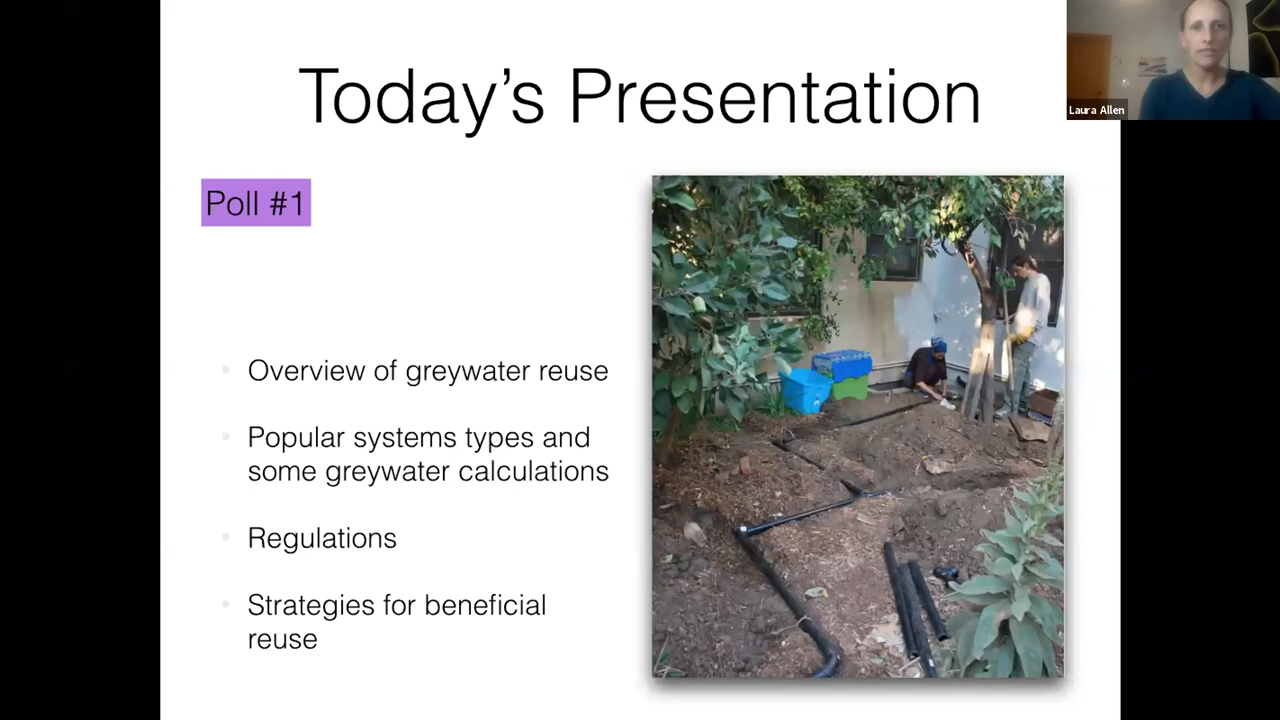 Today’s Presentation
Laura Allen
Poll #1
Overview of greywater reuse
Popular systems types and
some greywater calculations
Regulations
Strategies for beneficial
reuse